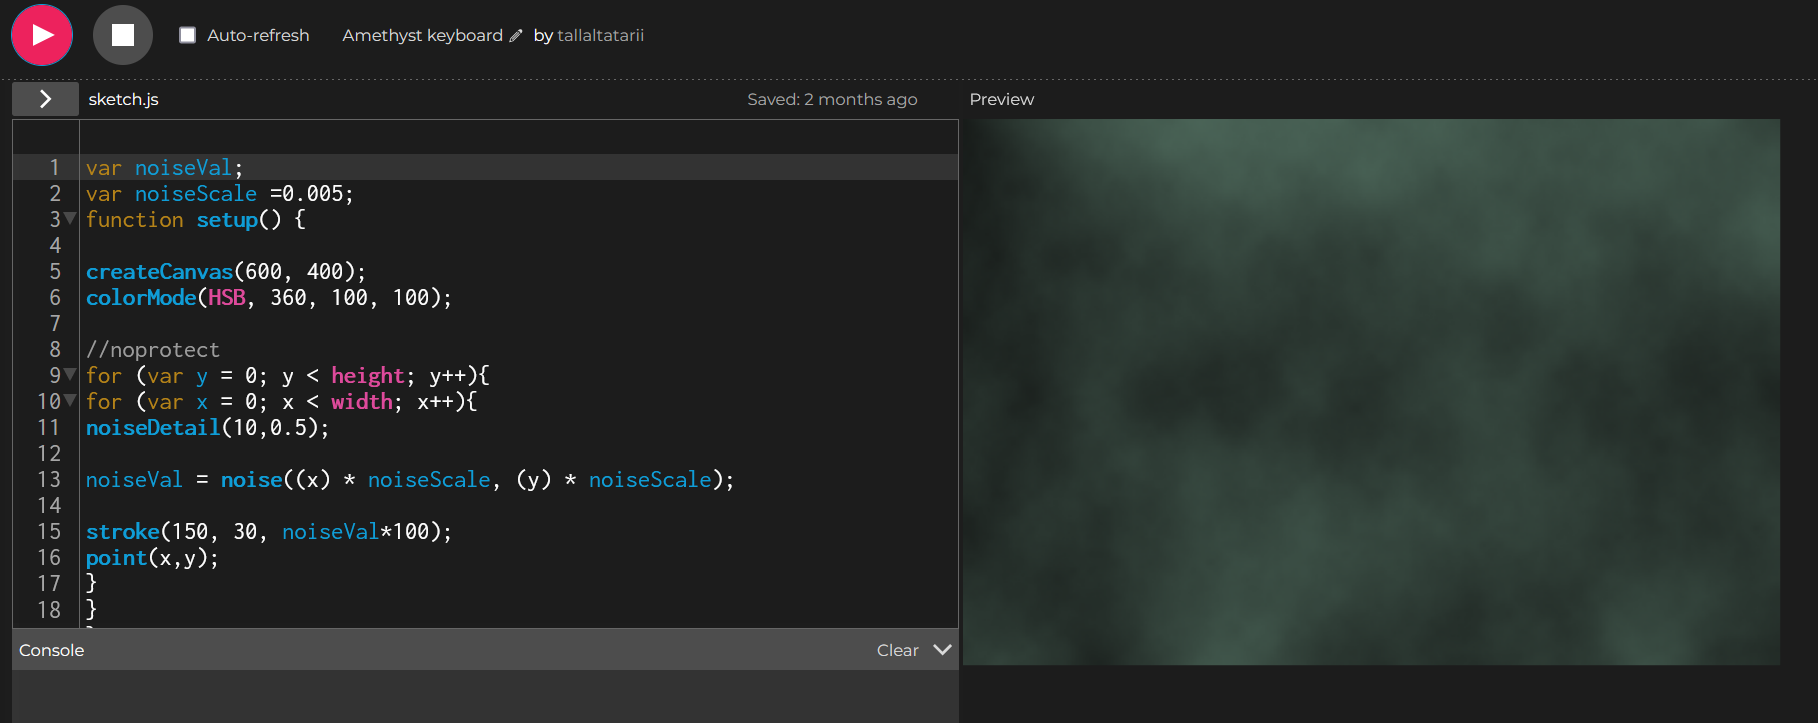 Auto-refresh Amethyst keyboard by tallaltatarii
sketch.js Saved: 2 months ago Preview
1 var noiseVal;
2 var noiseScale =0.005;
3 function setup() {
4
5 createCanvas(600, 400);
6 colorMode(HSB, 360, 100, 100);
7
8 //noprotect
9 for (var y = 0; y < height; y++){
10 for (var x = 0; x < width; x++){
11 noiseDetail(10,0.5);
12
13 noiseVal = noise((x) * noiseScale, (y) * noiseScale);
14
15 stroke(150, 30, noiseVal*100);
16 point(x,y);
17 }
18 }
Console Clear